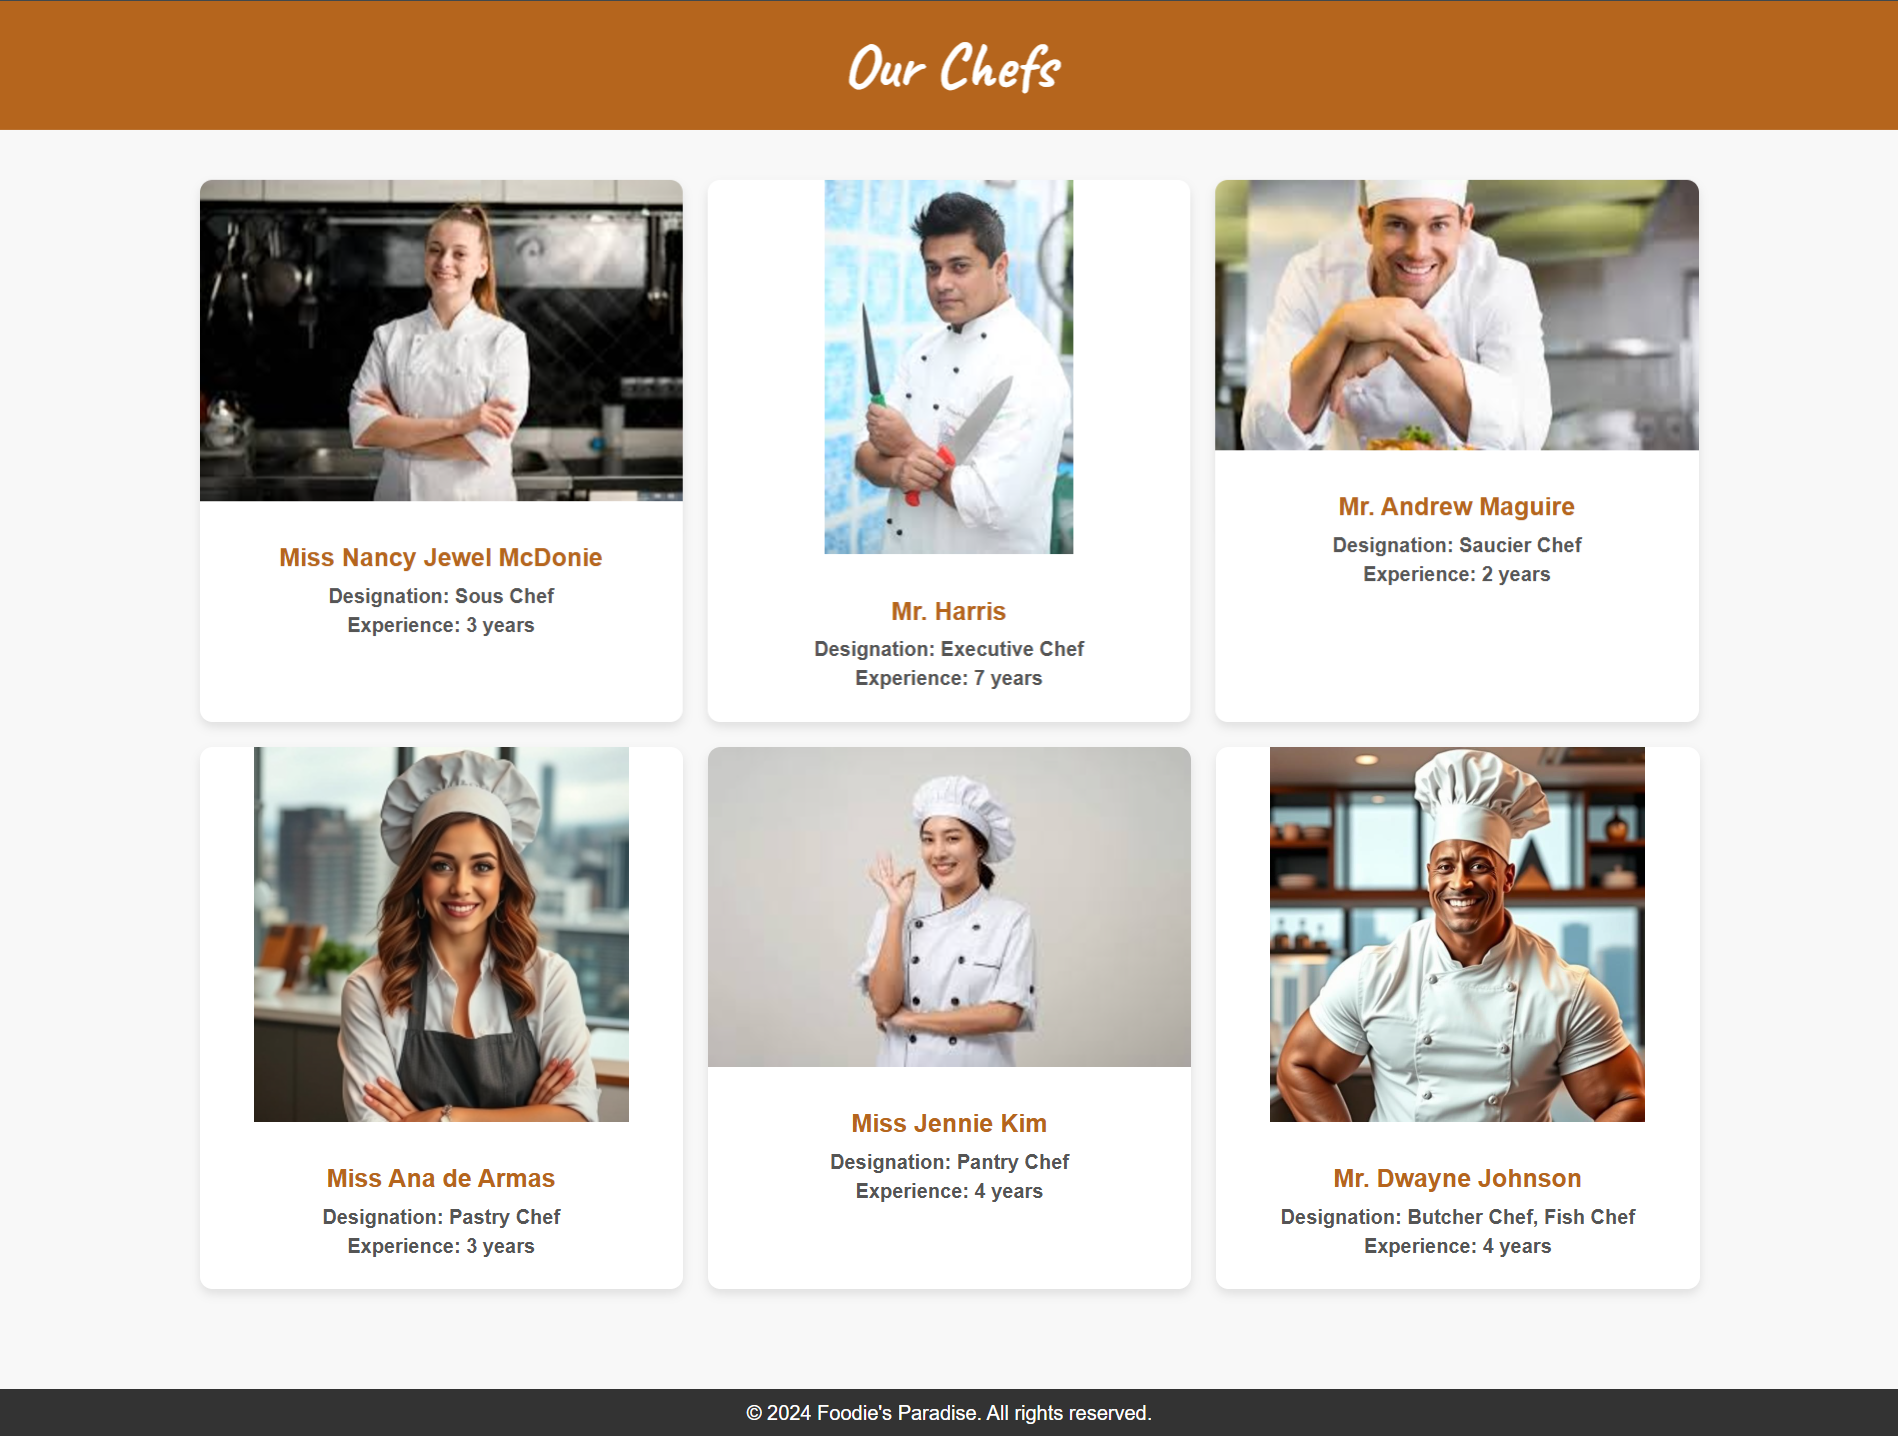 Our Chefs
Miss Nancy Jewel McDonie
Designation: Sous Chef
Experience: 3 years
Mr. Harris
Designation: Executive Chef
Experience: 7 years
Mr. Andrew Maguire
Designation: Saucier Chef
Experience: 2 years
Miss Ana de Armas
Designation: Pastry Chef
Experience: 3 years
Miss Jennie Kim
Designation: Pantry Chef
Experience: 4 years
Mr. Dwayne Johnson
Designation: Butcher Chef, Fish Chef
Experience: 4 years
© 2024 Foodie's Paradise. All rights reserved.